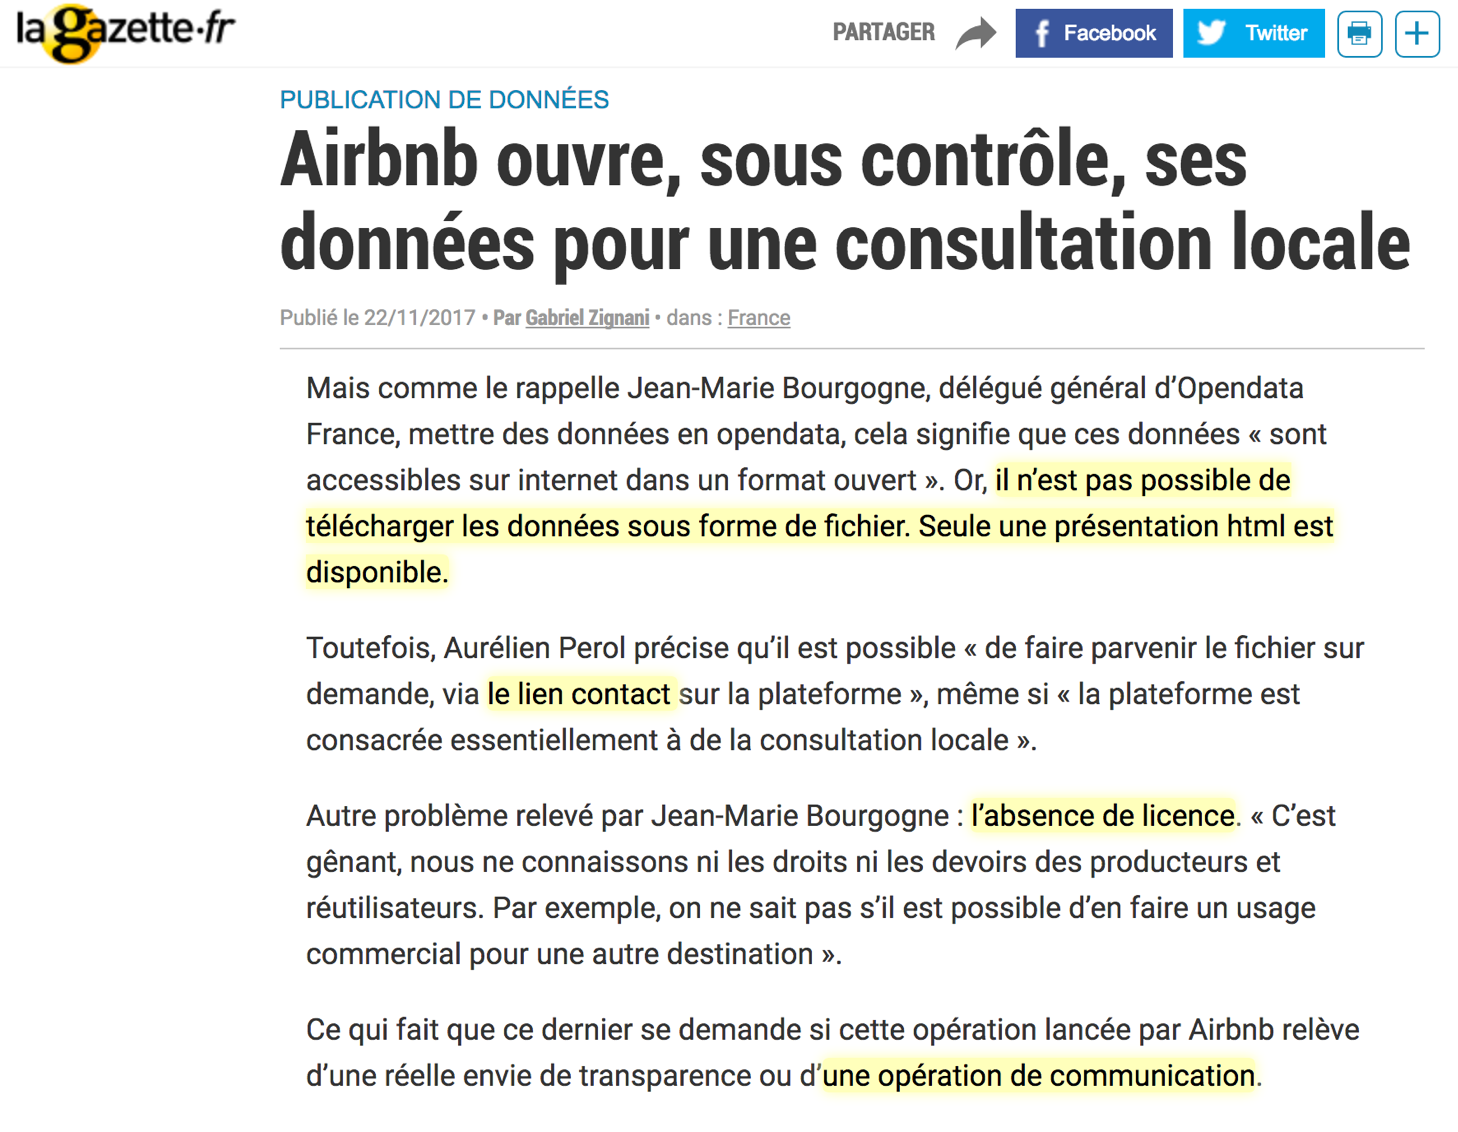 la gazette.fr
PARTAGER Facebook Twitter
PUBLICATION DE DONNÉES
Airbnb ouvre, sous contrôle, ses
données pour une consultation locale
Publié le 22/11/2017 • Par Gabriel Zignani • dans : France
Mais comme le rappelle Jean-Marie Bourgogne, délégué général d’Opendata
France, mettre des données en opendata, cela signifie que ces données « sont
accessibles sur internet dans un format ouvert ». Or, il n’est pas possible de
télécharger les données sous forme de fichier. Seule une présentation html est
disponible.
Toutefois, Aurélien Perol précise qu’il est possible « de faire parvenir le fichier sur
demande, via le lien contact sur la plateforme », même si « la plateforme est
consacrée essentiellement à de la consultation locale ».
Autre problème relevé par Jean-Marie Bourgogne : l’absence de licence. « C’est
gênant, nous ne connaissons ni les droits ni les devoirs des producteurs et
réutilisateurs. Par exemple, on ne sait pas s’il est possible d’en faire un usage
commercial pour une autre destination ».
Ce qui fait que ce dernier se demande si cette opération lancée par Airbnb relève
d’une réelle envie de transparence ou d’une opération de communication.